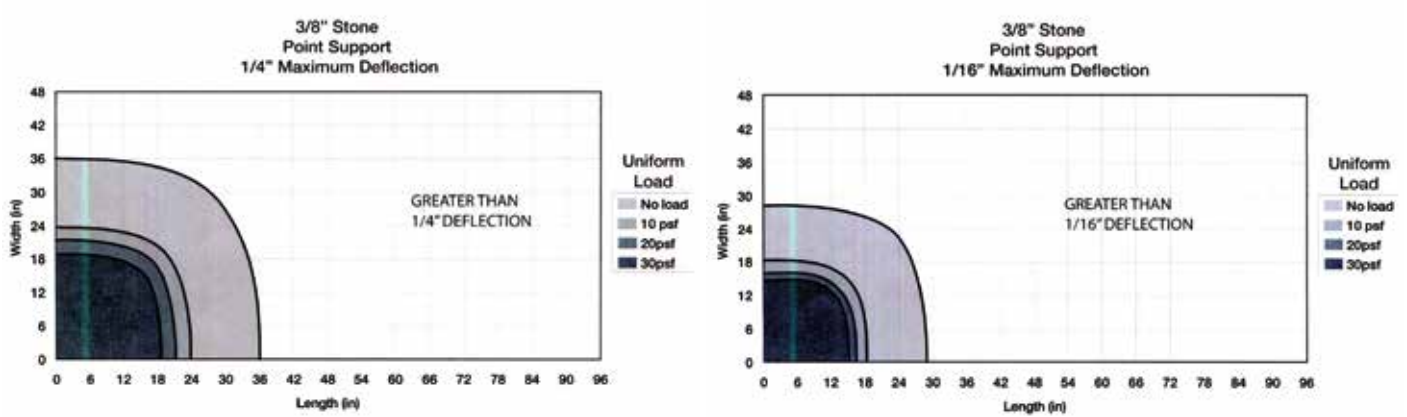 3/8" Stone
Point Support
1/4" Maximum Deflection
48
42
36
30
24
18
12
6
0
Width (in)
GREATER THAN
1/4" DEFLECTION
Uniform
Load
No load
10 psf
20psf
30psf
0 6 12 18 24 30 36 42 48 54 60 66 72 78 84 90 96
Length (in)
3/8" Stone
Point Support
1/16" Maximum Deflection
48
42
36
30
24
18
12
6
0
Width (in)
GREATER THAN
1/16" DEFLECTION
Uniform
Load
No load
10 psf
20psf
30psf
0 6 12 18 24 30 36 42 48 54 60 66 72 78 84 90 96
Length (in)